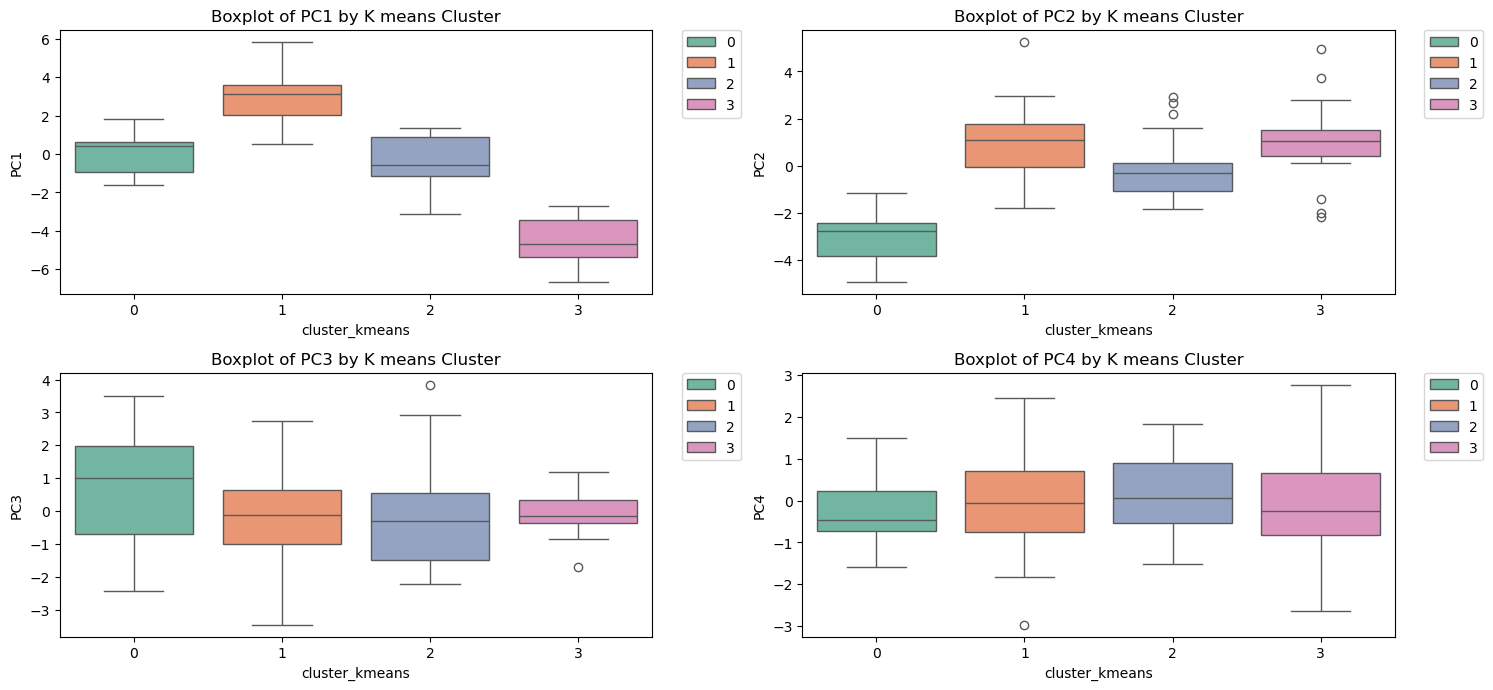 Boxplot of PC1 by K means Cluster
PC1
6
4
2
0
−2
−4
−6
0 1 2 3
cluster_kmeans
0
1
2
3
Boxplot of PC2 by K means Cluster
PC2
4
2
0
−2
−4
0 1 2 3
cluster_kmeans
0
1
2
3
Boxplot of PC3 by K means Cluster
PC3
4
3
2
1
0
−1
−2
−3
0 1 2 3
cluster_kmeans
0
1
2
3
Boxplot of PC4 by K means Cluster
PC4
3
2
1
0
−1
−2
−3
0 1 2 3
cluster_kmeans
0
1
2
3